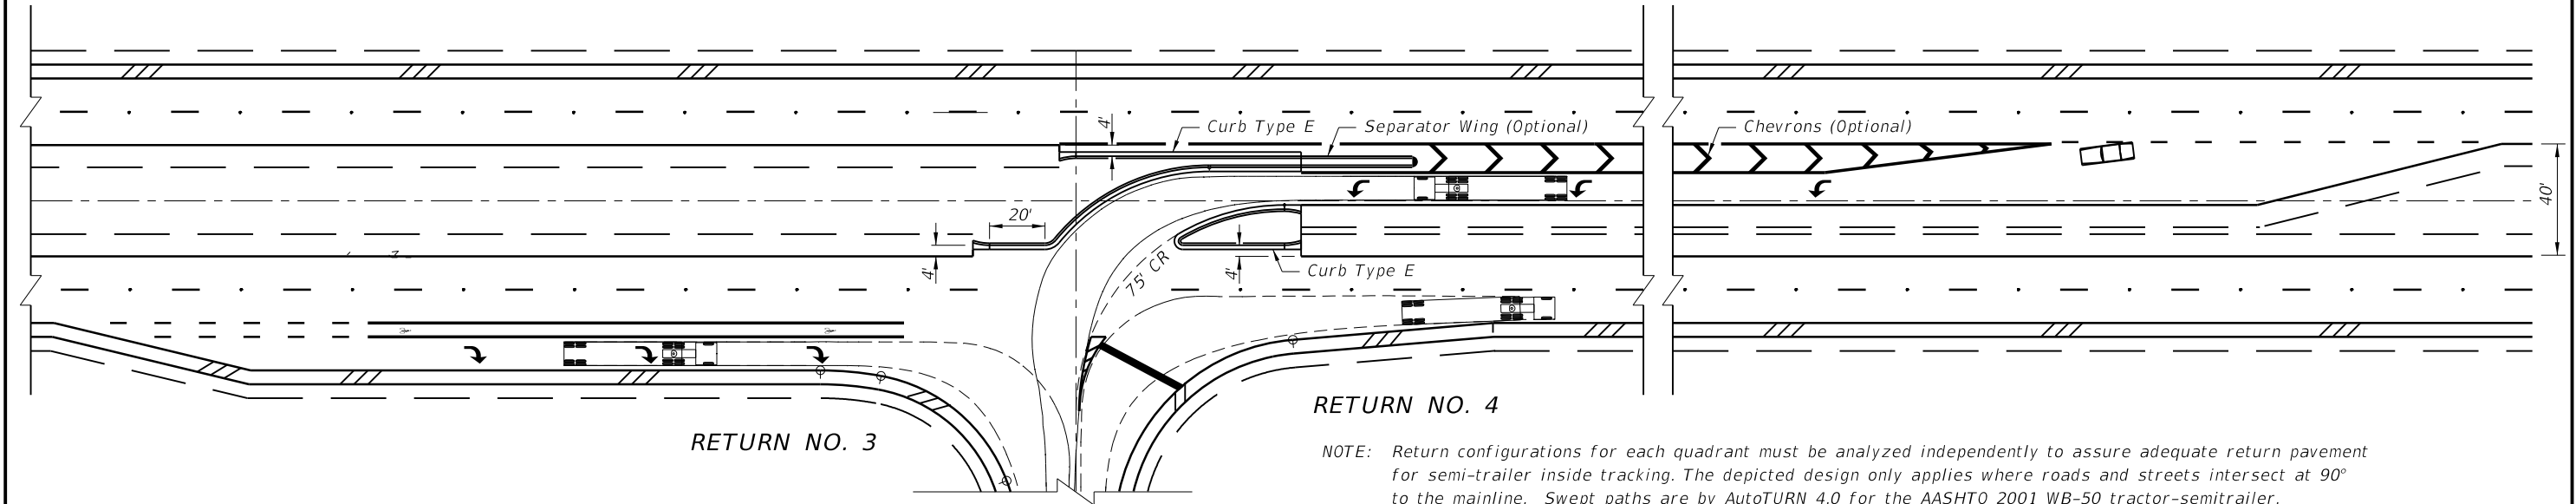 4'
Curb Type E
Separator Wing (Optional)
Chevrons (Optional)
20'
40'
4'
75' CR
4'
Curb Type E
RETURN NO. 4
RETURN NO. 3
NOTE: Return configurations for each quadrant must be analyzed independently to assure adequate return pavement
for semi-trailer inside tracking. The depicted design only applies where roads and streets intersect at 90°
to the mainline. Swept paths are by AutoTURN 4.0 for the AASHTO 2001 WB-50 tractor-semitrailer.